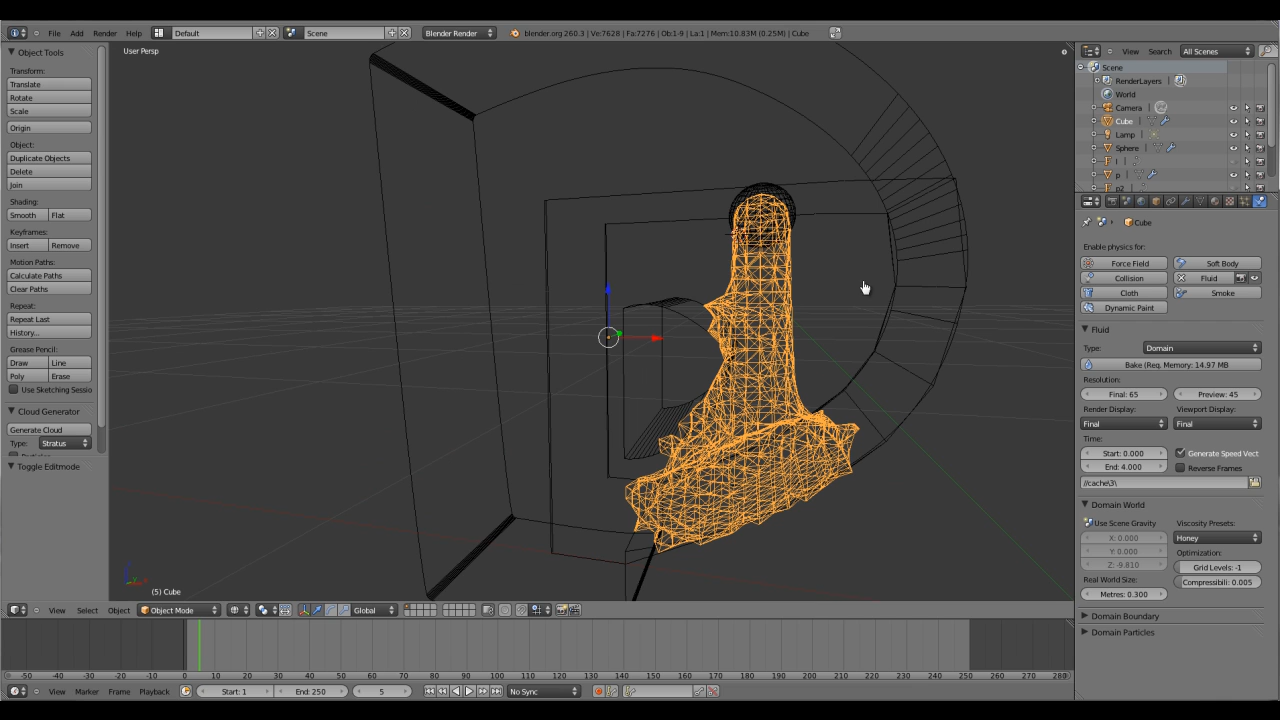 File Add Render Help Default Scene Blender Render blender.org 260.3 | Ve:7628 | Fa:7276 | Ob:1-9 | La:1 | Mem:10.83M (0.25M) | Cube
Object Tools
Transform:
Translate
Rotate
Scale
Origin
Object:
Duplicate Objects
Delete
Join
Shading:
Smooth Flat
Keyframes:
Insert Remove
Motion Paths:
Calculate Paths
Clear Paths
Repeat:
Repeat Last
History...
Grease Pencil:
Draw Line
Poly Erase
Use Sketching Sessio
Cloud Generator
Generate Cloud
Type: Stratus
Toggle Editmode
User Persp
(5) Cube
View Select Object Object Mode Global
View Search All Scenes
Scene
RenderLayers
World
Camera
Cube
Lamp
Sphere
l
p
p2
Cube
Enable physics for:
Force Field Soft Body
Collision Fluid
Cloth Smoke
Dynamic Paint
Fluid
Type: Domain
Bake (Req. Memory: 14.97 MB
Resolution:
Final: 65 Preview: 45
Render Display: Viewport Display:
Final Final
Time:
Start: 0.000 Generate Speed Vect
End: 4.000 Reverse Frames
//cache\3\
Domain World
Use Scene Gravity Viscosity Presets:
X: 0.000 Honey
Y: 0.000 Optimization:
Z: -9.810 Grid Levels: -1
Real World Size: Compressibili: 0.005
Metres: 0.300
Domain Boundary
Domain Particles
-50 -40 -30 -20 -10 0 10 20 30 40 50 60 70 80 90 100 110 120 130 140 150 160 170 180 190 200 210 220 230 240 250 260 270 280
View Marker Frame Playback Start: 1 End: 250 5 No Sync